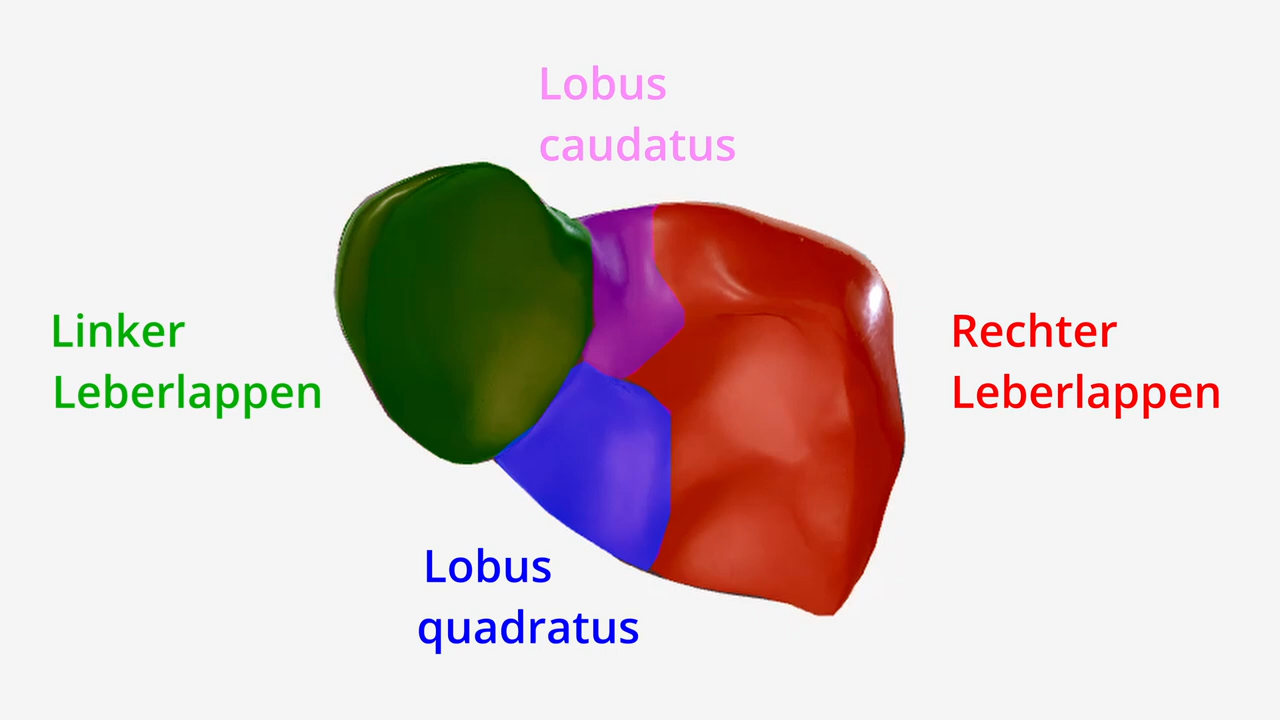 Lobus
caudatus
Linker
Leberlappen
Rechter
Leberlappen
Lobus
quadratus